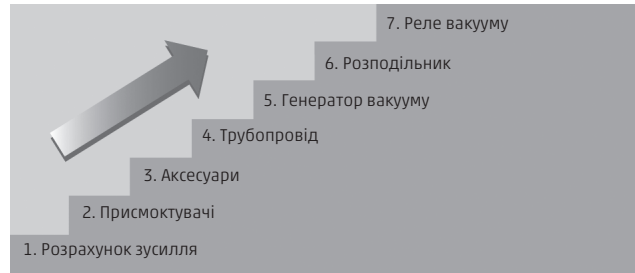 7. Реле вакууму
6. Розподільник
5. Генератор вакууму
4. Трубопровід
3. Аксесуари
2. Присмоктувачі
1. Розрахунок зусилля